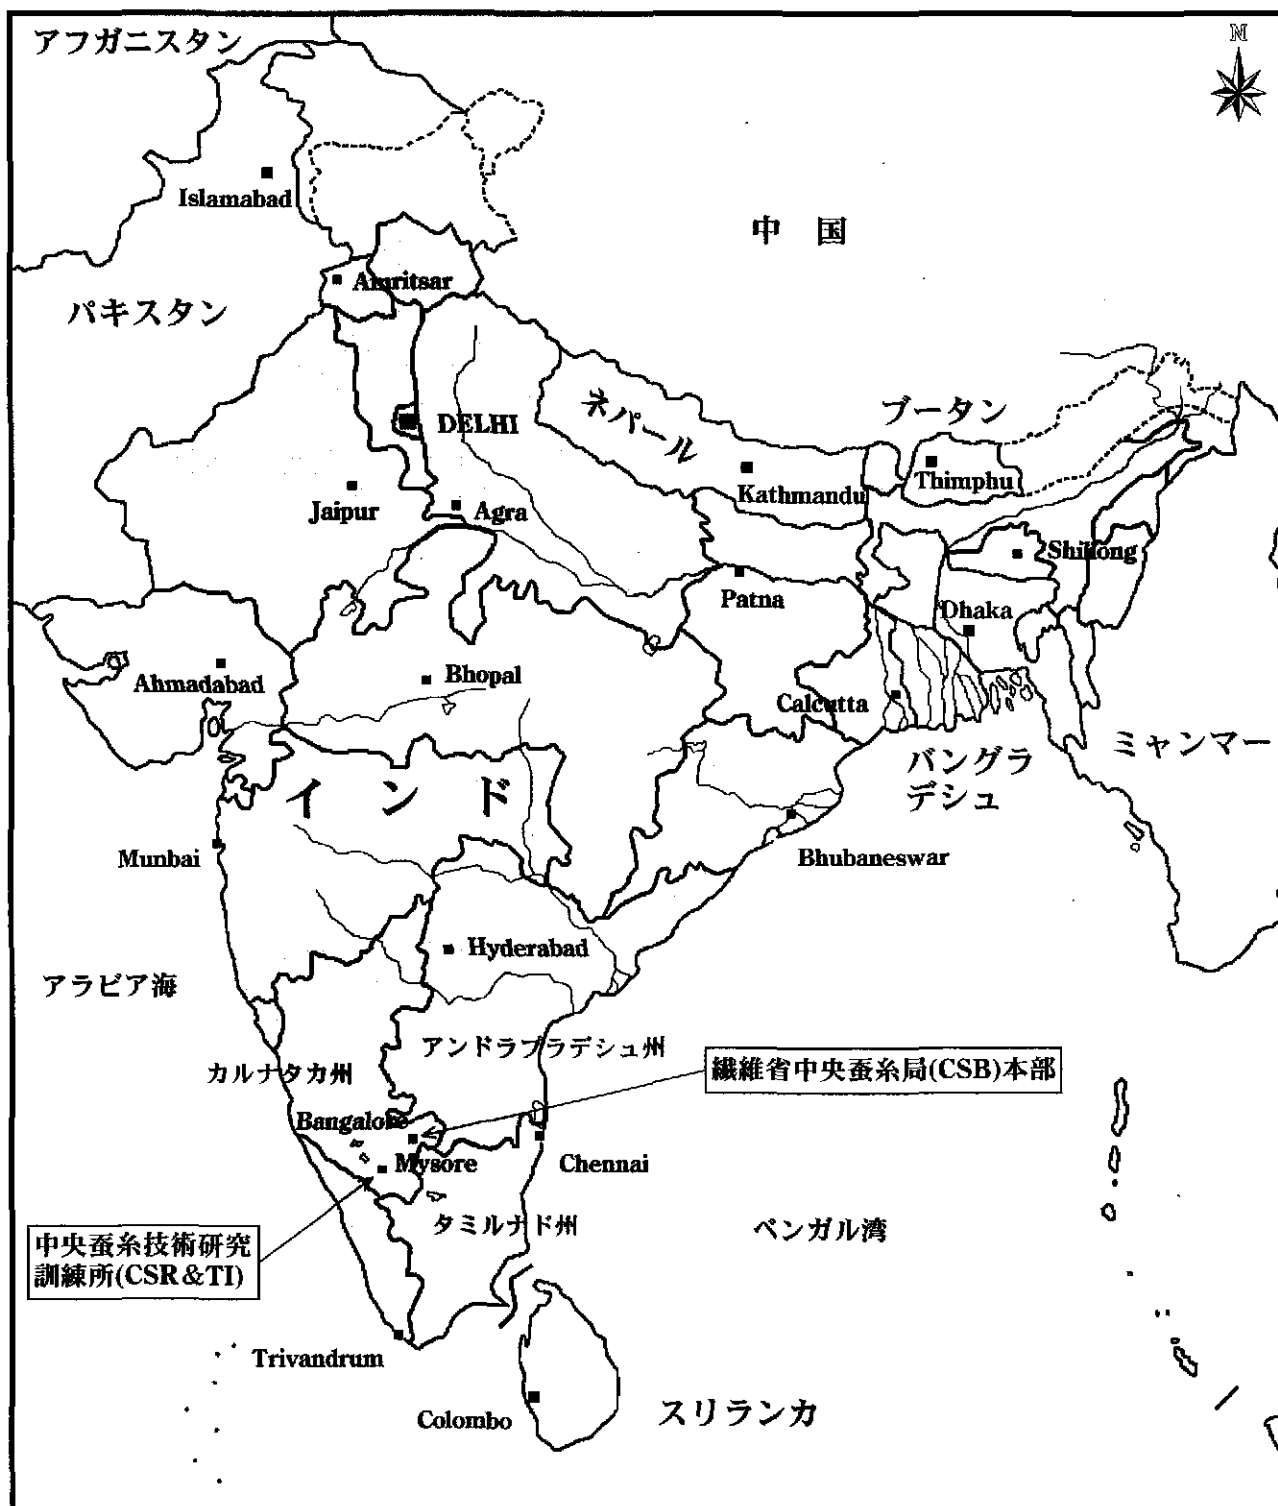 アフガニスタン
N
Islamabad
中 国
Amritsar
パキスタン
ネパール
ブータン
DELHI
Kathmandu
Thimphu
Jaipur
Agra
Shillong
Patna
Dhaka
Ahmadabad
Bhopal
Calcutta
ミャンマー
バングラ
デシュ
インド
Munbai
Bhubaneswar
Hyderabad
アラビア海
アンドラプラデシュ州
カルナタカ州
繊維省中央蚕糸局(CSB)本部
Bangalore
Mysore
Chennai
タミルナド州
ベンガル湾
中央蚕糸技術研究
訓練所(CSR&TI)
Trivandrum
Colombo
スリランカ